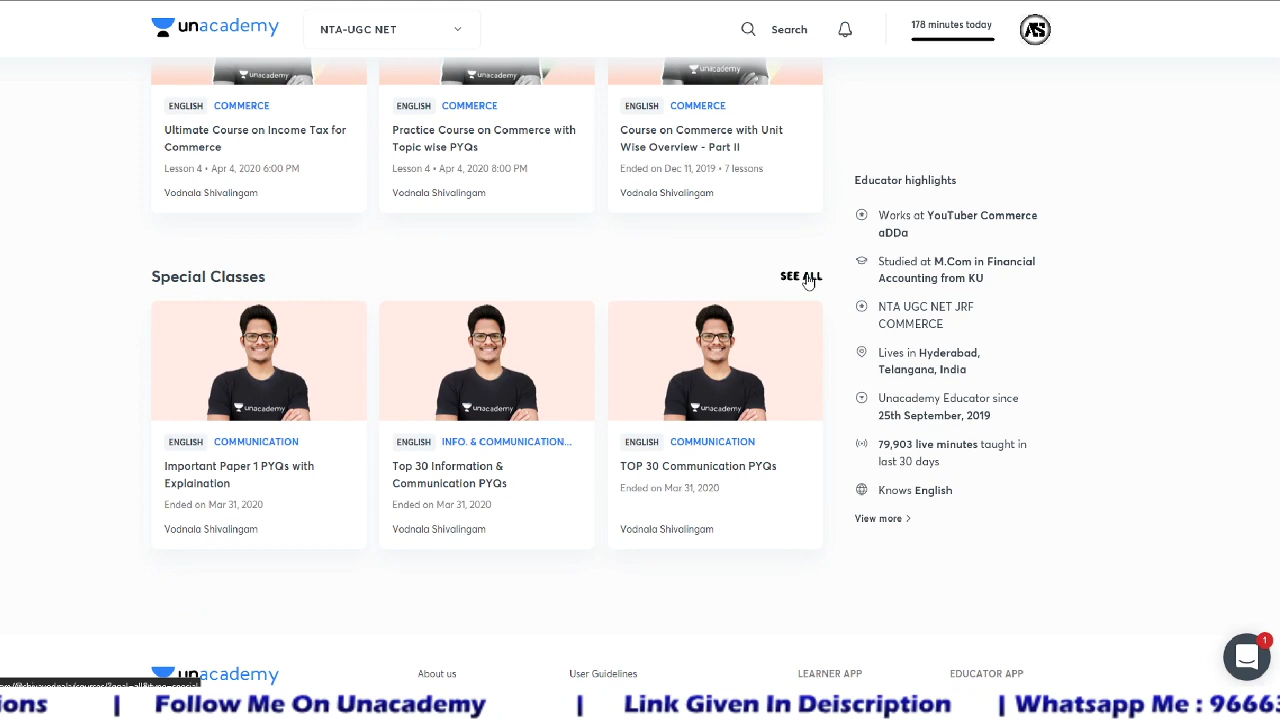 unacademy
NTA-UGC NET
Search
178 minutes today
unacademy
unacademy
unacademy
ENGLISH COMMERCE
Ultimate Course on Income Tax for
Commerce
Lesson 4 • Apr 4, 2020 6:00 PM
Vodnala Shivalingam
ENGLISH COMMERCE
Practice Course on Commerce with
Topic wise PYQs
Lesson 4 • Apr 4, 2020 8:00 PM
Vodnala Shivalingam
ENGLISH COMMERCE
Course on Commerce with Unit
Wise Overview - Part II
Ended on Dec 11, 2019 • 7 lessons
Vodnala Shivalingam
Special Classes
SEE ALL
unacademy
unacademy
unacademy
ENGLISH COMMUNICATION
Important Paper 1 PYQs with
Explaination
Ended on Mar 31, 2020
Vodnala Shivalingam
ENGLISH INFO. & COMMUNICATION...
Top 30 Information &
Communication PYQs
Ended on Mar 31, 2020
Vodnala Shivalingam
ENGLISH COMMUNICATION
TOP 30 Communication PYQs
Ended on Mar 31, 2020
Vodnala Shivalingam
Educator highlights
Works at YouTuber Commerce
aDDa
Studied at M.Com in Financial
Accounting from KU
NTA UGC NET JRF
COMMERCE
Lives in Hyderabad,
Telangana, India
Unacademy Educator since
25th September, 2019
79,903 live minutes taught in
last 30 days
Knows English
View more >
1
unacademy
About us
User Guidelines
LEARNER APP
EDUCATOR APP
ions | Follow Me On Unacademy | Link Given In Deiscription | Whatsapp Me : 9666